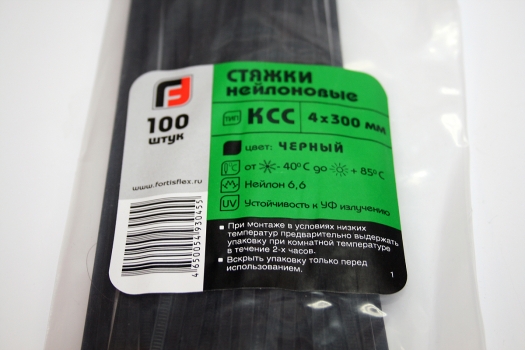 СТЯЖКИ
нейлоновые
100
штук
тип КСС 4x300 мм
цвет: ЧЕРНЫЙ
°C от - 40°С до + 85°С
Нейлон 6,6
UV Устойчивость к УФ излучению
www.fortisflex.ru
При монтаже в условиях низких
температур предварительно выдержать
упаковку при комнатной температуре
в течение 2-х часов.
Вскрыть упаковку только перед
использованием.
1
4650054930455